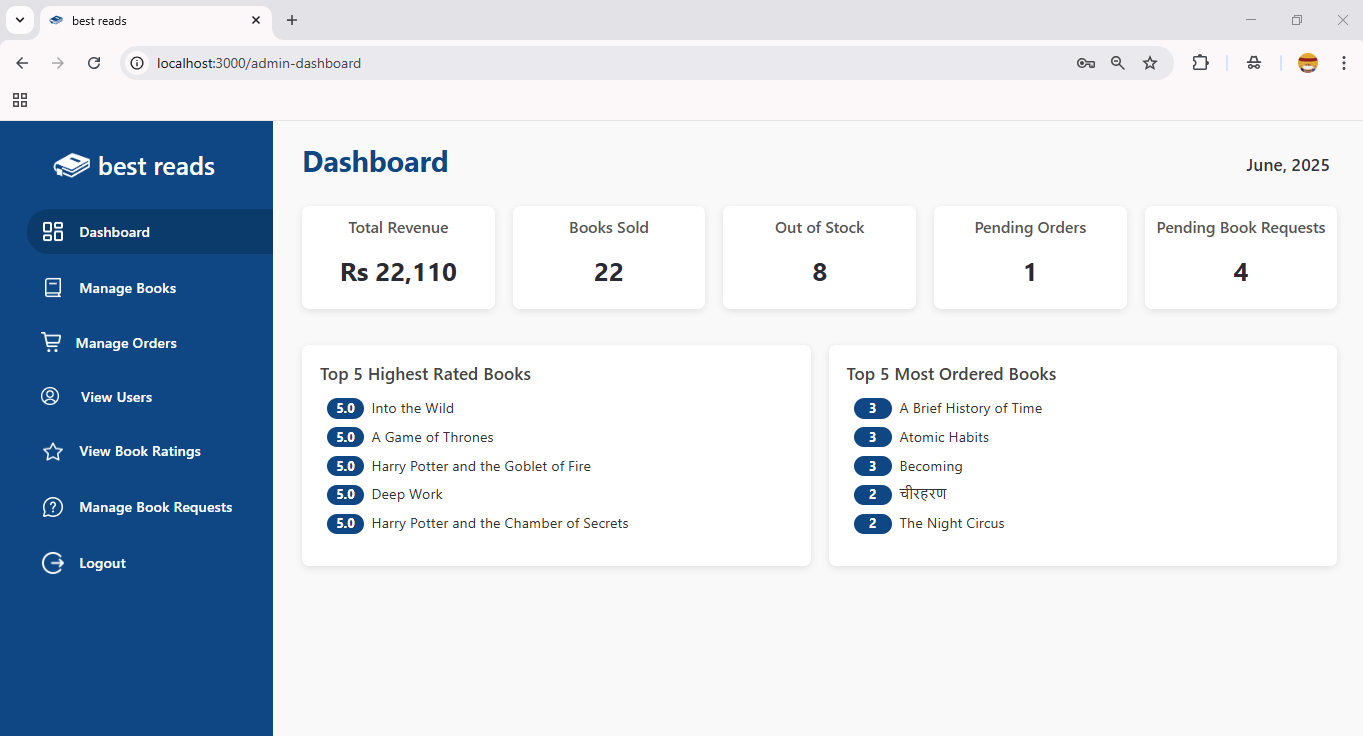 best reads
localhost:3000/admin-dashboard
best reads
Dashboard
Manage Books
Manage Orders
View Users
View Book Ratings
Manage Book Requests
Logout
Dashboard
June, 2025
Total Revenue
Rs 22,110
Books Sold
22
Out of Stock
8
Pending Orders
1
Pending Book Requests
4
Top 5 Highest Rated Books
5.0 Into the Wild
5.0 A Game of Thrones
5.0 Harry Potter and the Goblet of Fire
5.0 Deep Work
5.0 Harry Potter and the Chamber of Secrets
Top 5 Most Ordered Books
3 A Brief History of Time
3 Atomic Habits
3 Becoming
2 चीरहरण
2 The Night Circus